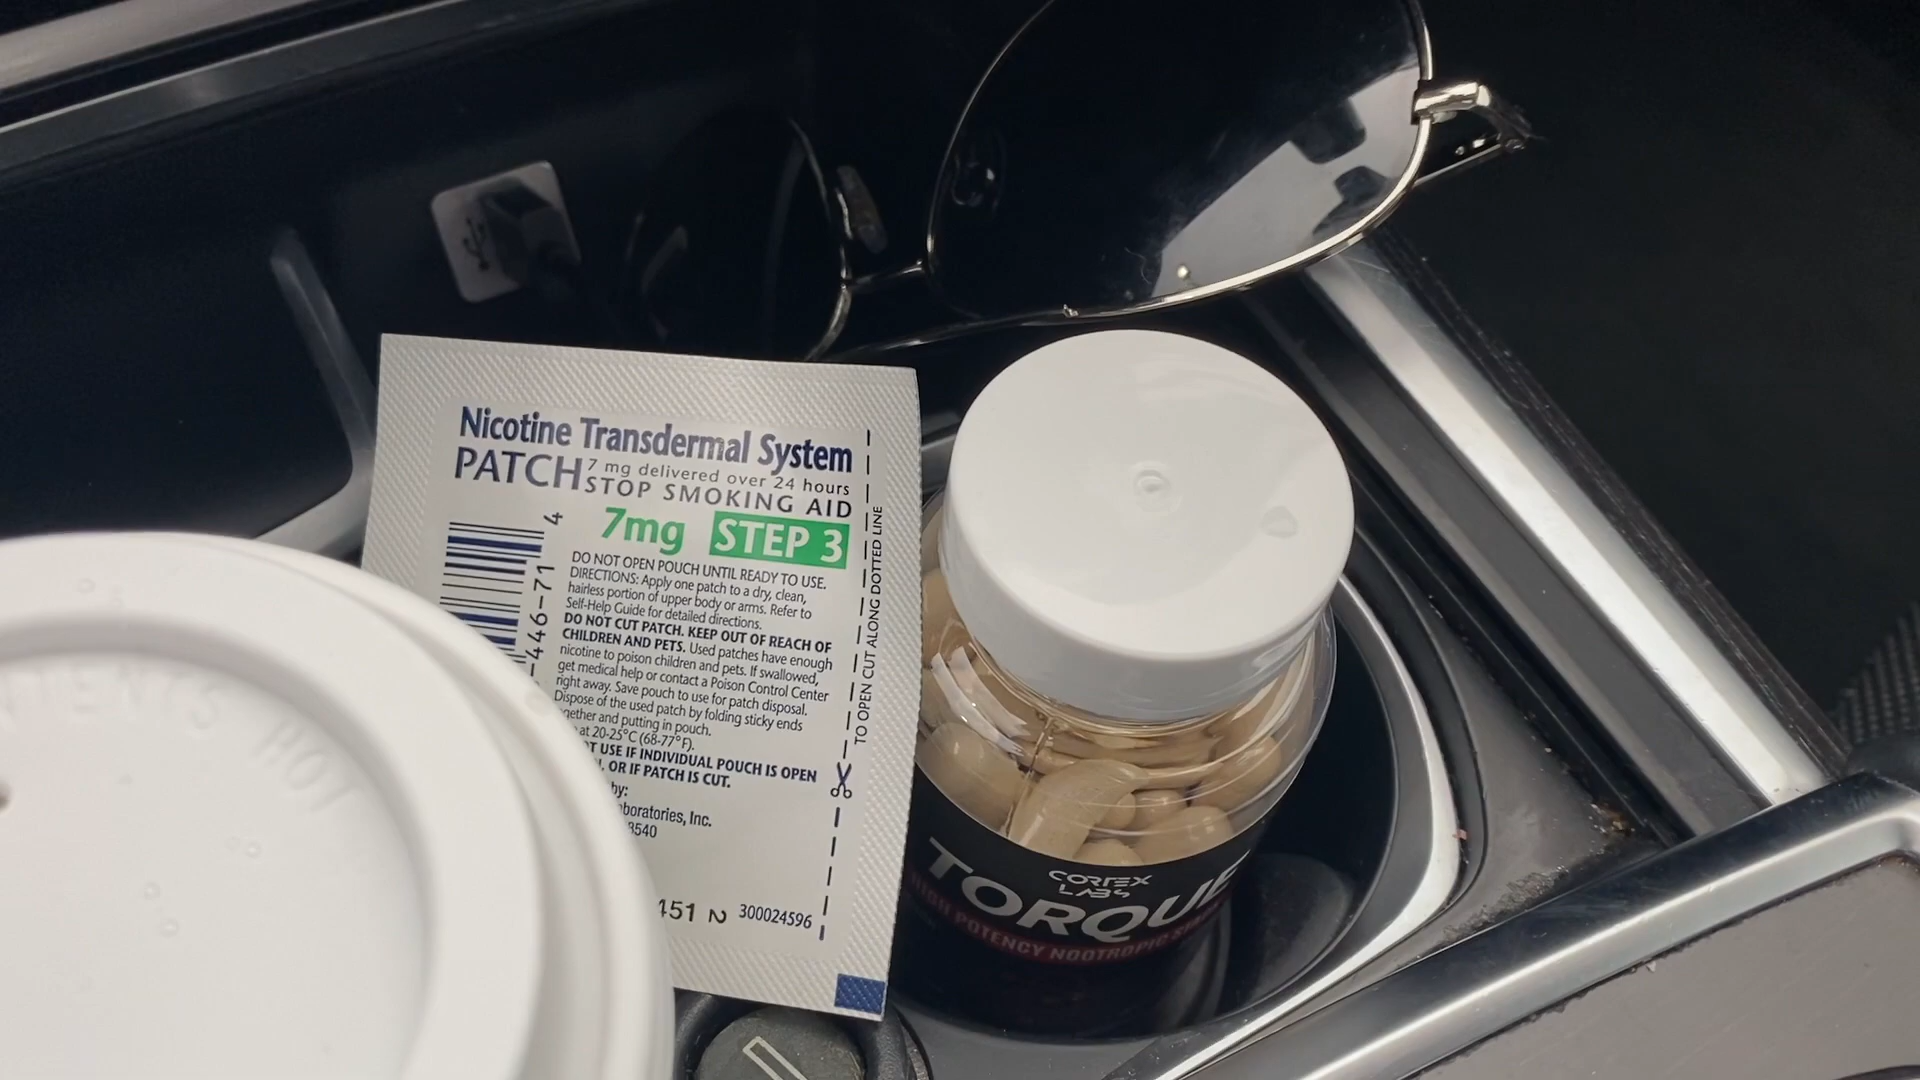 Nicotine Transdermal System
PATCH 7 mg delivered over 24 hours
STOP SMOKING AID
7mg STEP 3
DO NOT OPEN POUCH UNTIL READY TO USE.
DIRECTIONS: Apply one patch to a dry, clean,
hairless portion of upper body or arms. Refer to
Self-Help Guide for detailed directions.
DO NOT CUT PATCH. KEEP OUT OF REACH OF
CHILDREN AND PETS. Used patches have enough
nicotine to poison children and pets. If swallowed,
get medical help or contact a Poison Control Center
right away. Save pouch to use for patch disposal.
Dispose of the used patch by folding sticky ends
gether and putting in pouch.
at 20-25°C (68-77°F).
T USE IF INDIVIDUAL POUCH IS OPEN
OR IF PATCH IS CUT.
by:
boratories, Inc.
3540
451 2 300024596
-446-71 4
TO OPEN CUT ALONG DOTTED LINE
CORTEX
LABS
TORQUE
HIGH POTENCY NOOTROPIC
HOT